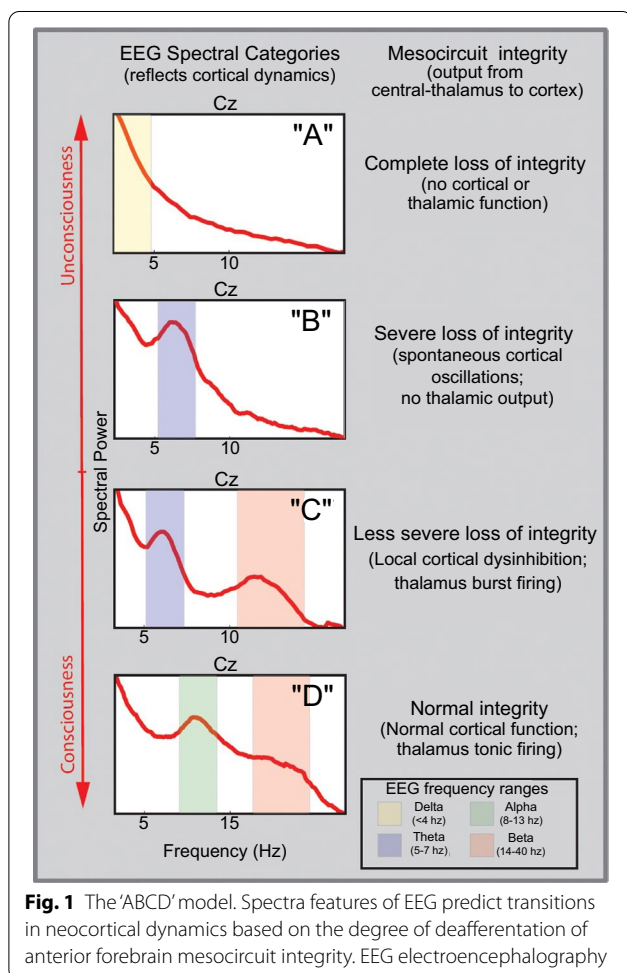 EEG Spectral Categories
(reflects cortical dynamics)
Mesocircuit integrity
(output from
central-thalamus to cortex)
Unconsciousness
Consciousness
Spectral Power
Cz
"A"
5 10
Complete loss of integrity
(no cortical or
thalamic function)
Cz
"B"
5 10
Severe loss of integrity
(spontaneous cortical
oscillations;
no thalamic output)
Cz
"C"
5 10
Less severe loss of integrity
(Local cortical dysinhibition;
thalamus burst firing)
Cz
"D"
5 15
Frequency (Hz)
Normal integrity
(Normal cortical function;
thalamus tonic firing)
EEG frequency ranges
Delta
(<4 hz)
Alpha
(8-13 hz)
Theta
(5-7 hz)
Beta
(14-40 hz)
Fig. 1 The 'ABCD' model. Spectra features of EEG predict transitions
in neocortical dynamics based on the degree of deafferentation of
anterior forebrain mesocircuit integrity. EEG electroencephalography